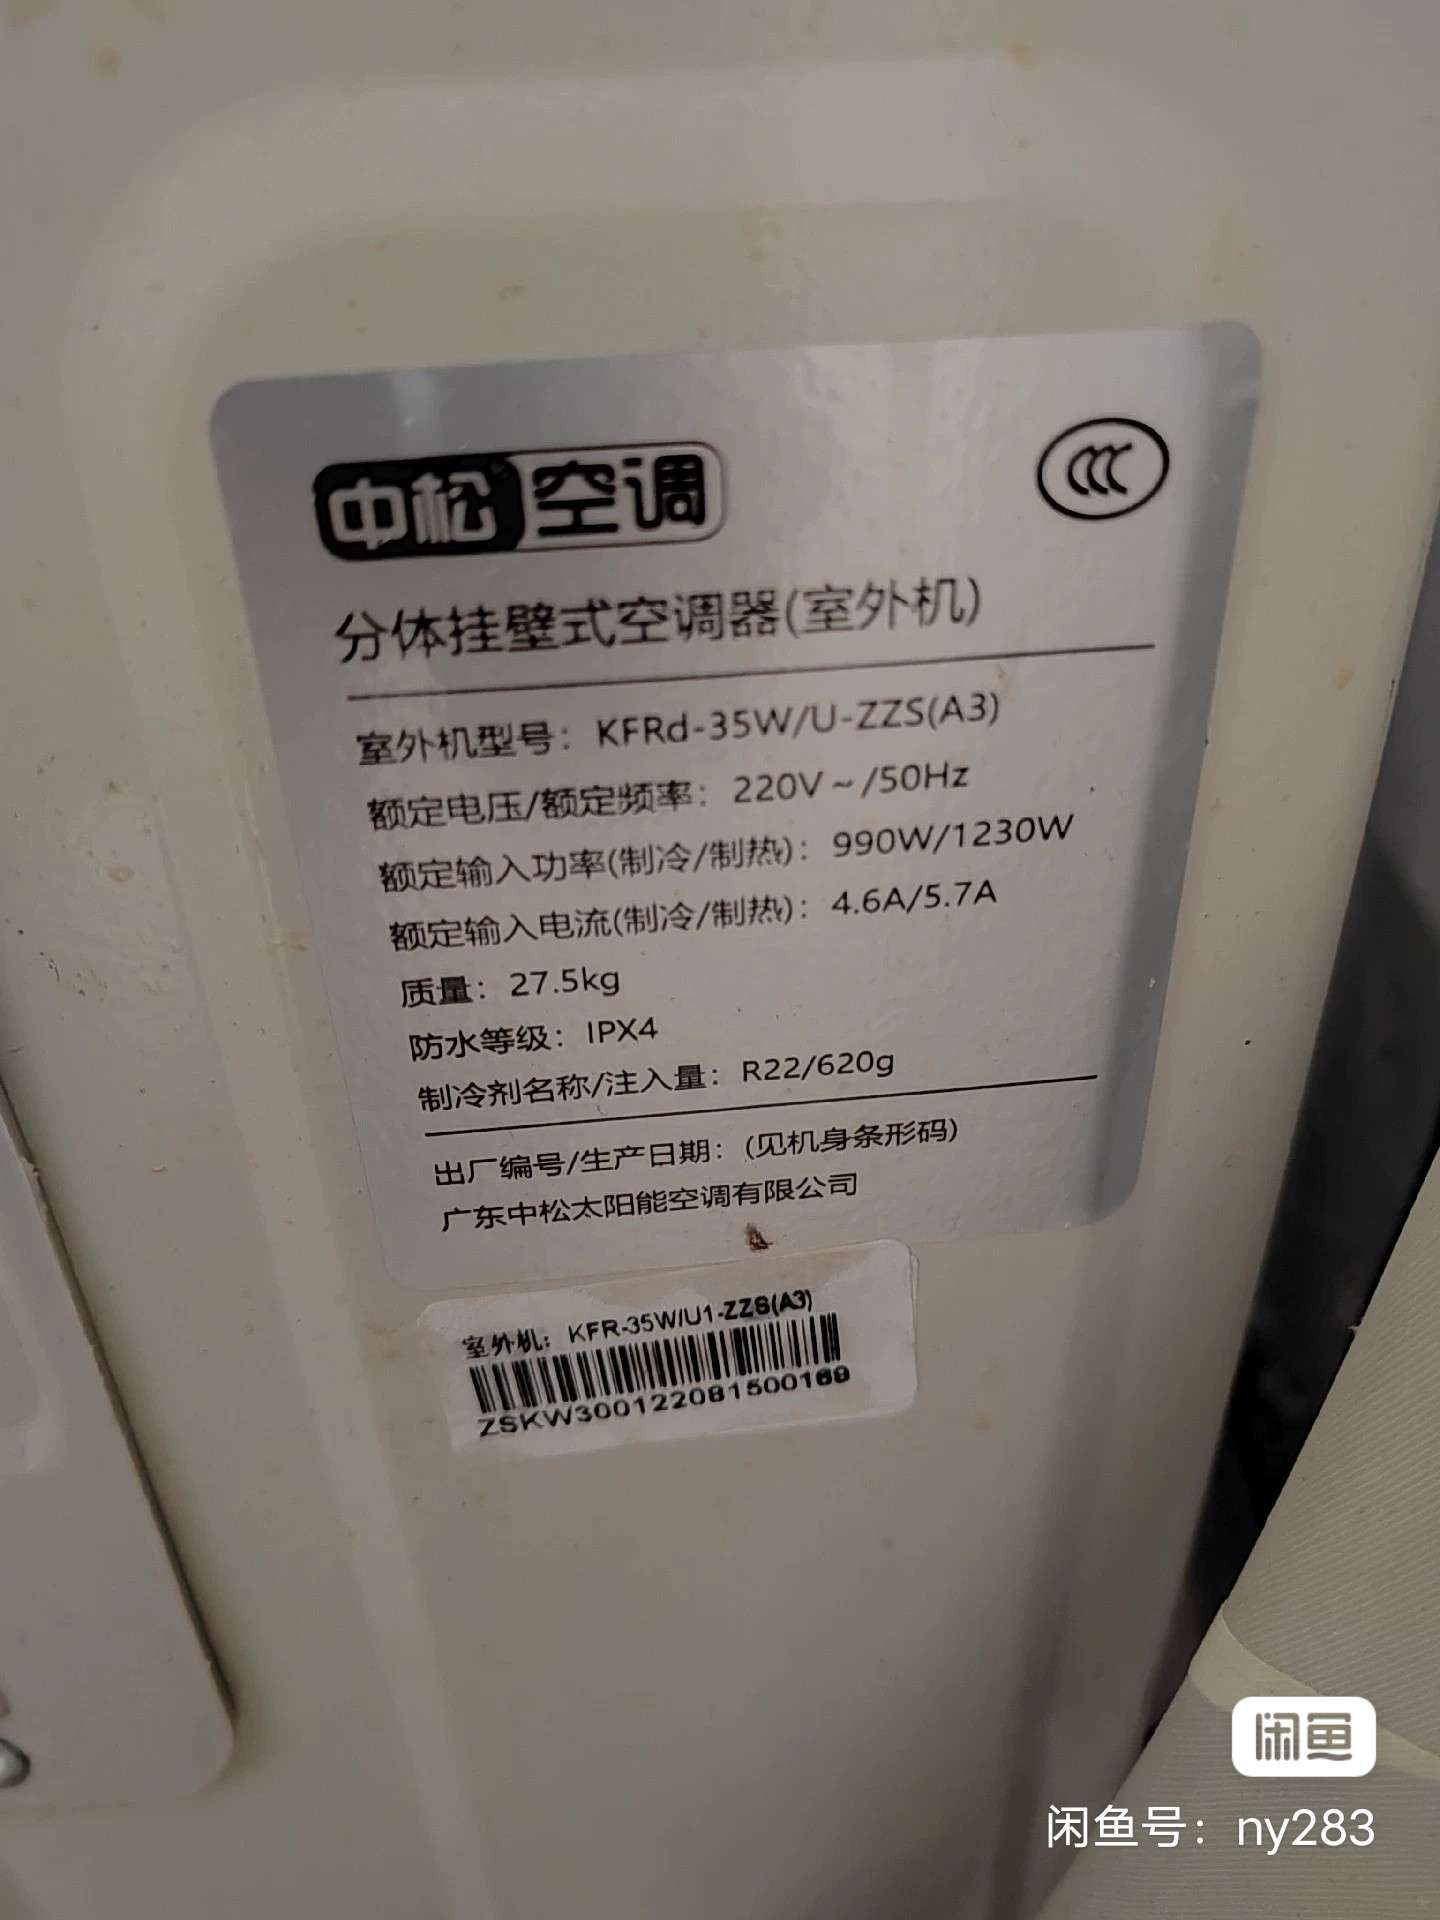 中松 空调
CCC
分体挂壁式空调器(室外机)
室外机型号：KFRd-35W/U-ZZS(A3)
额定电压/额定频率：220V～/50Hz
额定输入功率(制冷/制热)：990W/1230W
额定输入电流(制冷/制热)：4.6A/5.7A
质量：27.5kg
防水等级：IPX4
制冷剂名称/注入量：R22/620g
出厂编号/生产日期：(见机身条形码)
广东中松太阳能空调有限公司
室外机：KFR-35W/U1-ZZS(A3)
ZSKW300122081500169
闲鱼
闲鱼号：ny283